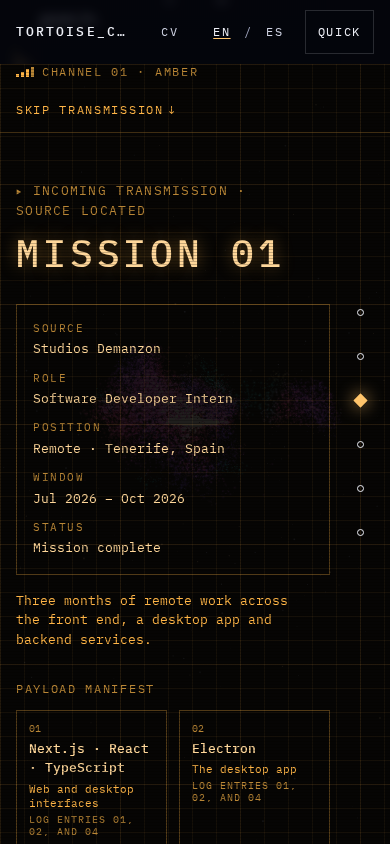 TORTOISE_C… CV EN / ES QUICK
CHANNEL 01 · AMBER
SKIP TRANSMISSION ↓
▸ INCOMING TRANSMISSION ·
SOURCE LOCATED
MISSION 01
SOURCE
Studios Demanzon
ROLE
Software Developer Intern
POSITION
Remote · Tenerife, Spain
WINDOW
Jul 2026 — Oct 2026
STATUS
Mission complete
Three months of remote work across
the front end, a desktop app and
backend services.
PAYLOAD MANIFEST
01
Next.js · React
· TypeScript
Web and desktop
interfaces
LOG ENTRIES 01,
02, AND 04
02
Electron
The desktop app
LOG ENTRIES 01,
02, AND 04